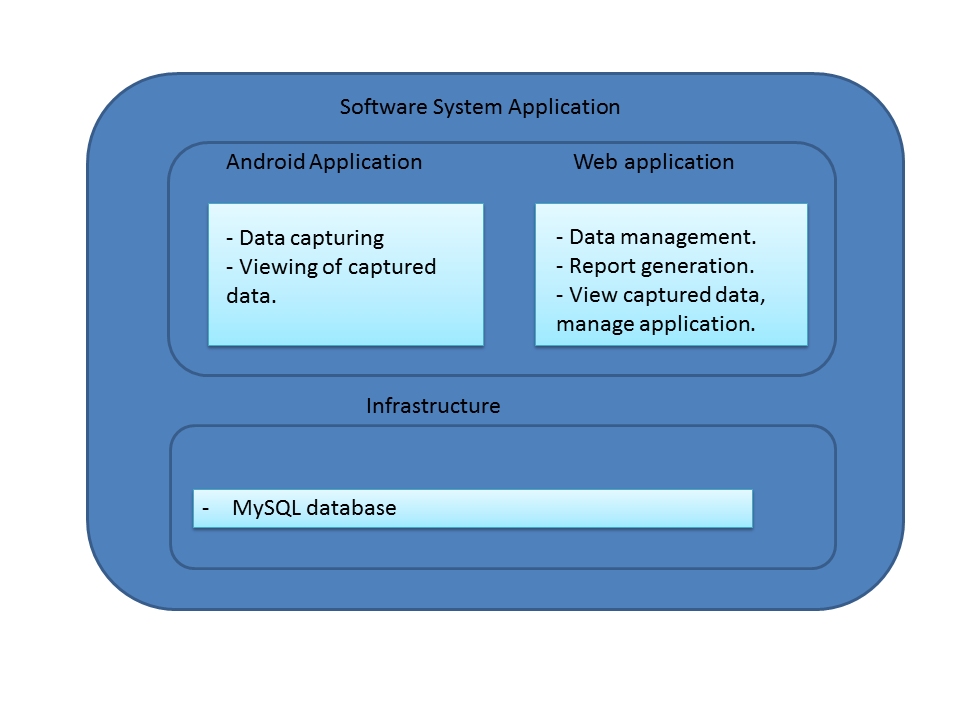 Software System Application
Android Application
Web application
- Data capturing
- Viewing of captured
data.
- Data management.
- Report generation.
- View captured data,
manage application.
Infrastructure
- MySQL database